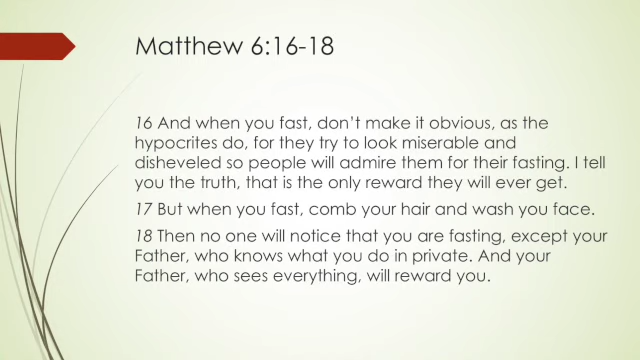 Matthew 6:16-18
16 And when you fast, don't make it obvious, as the
hypocrites do, for they try to look miserable and
disheveled so people will admire them for their fasting. I tell
you the truth, that is the only reward they will ever get.
17 But when you fast, comb your hair and wash you face.
18 Then no one will notice that you are fasting, except your
Father, who knows what you do in private. And your
Father, who sees everything, will reward you.